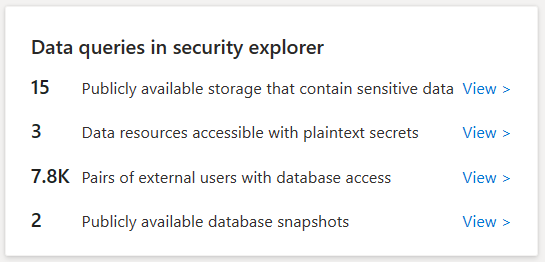 Data queries in security explorer
15 Publicly available storage that contain sensitive data View >
3 Data resources accessible with plaintext secrets View >
7.8K Pairs of external users with database access View >
2 Publicly available database snapshots View >